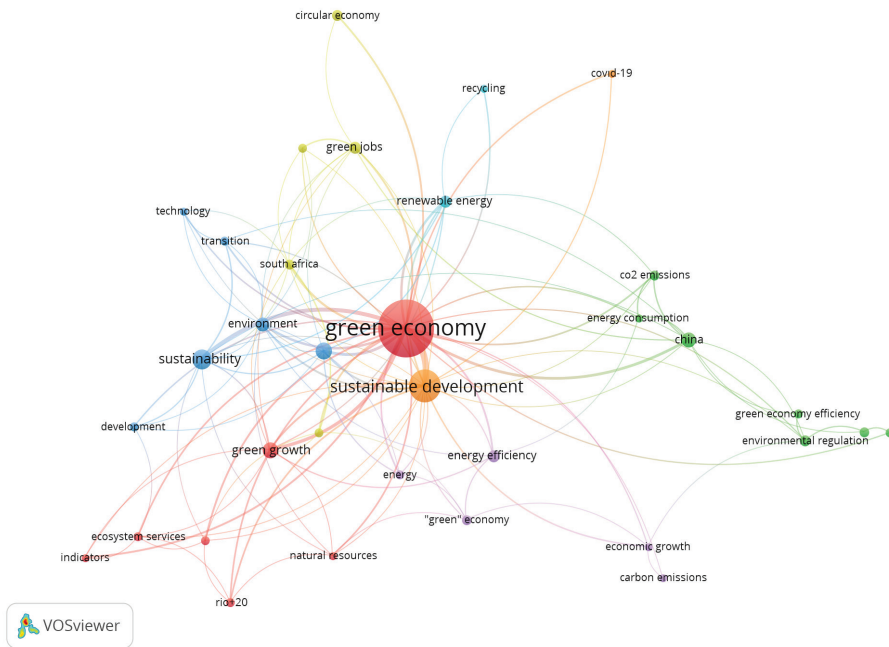 circular economy
covid-19
recycling
green jobs
renewable energy
technology
transition
south africa
co2 emissions
energy consumption
environment
green economy
china
sustainability
sustainable development
green economy efficiency
development
environmental regulation
green growth
energy efficiency
energy
"green" economy
ecosystem services
indicators
natural resources
economic growth
carbon emissions
rio+20
VOSviewer